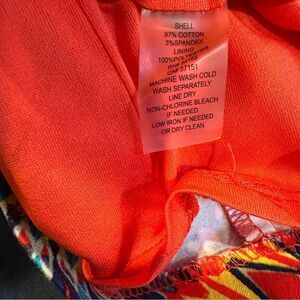 SHELL
97% COTTON
3%SPANDEX
LINING
100%POLYESTER
MACHINE WASH COLD
WASH SEPARATELY
LINE DRY
NON-CHLORINE BLEACH
IF NEEDED
LOW IRON IF NEEDED
OR DRY CLEAN